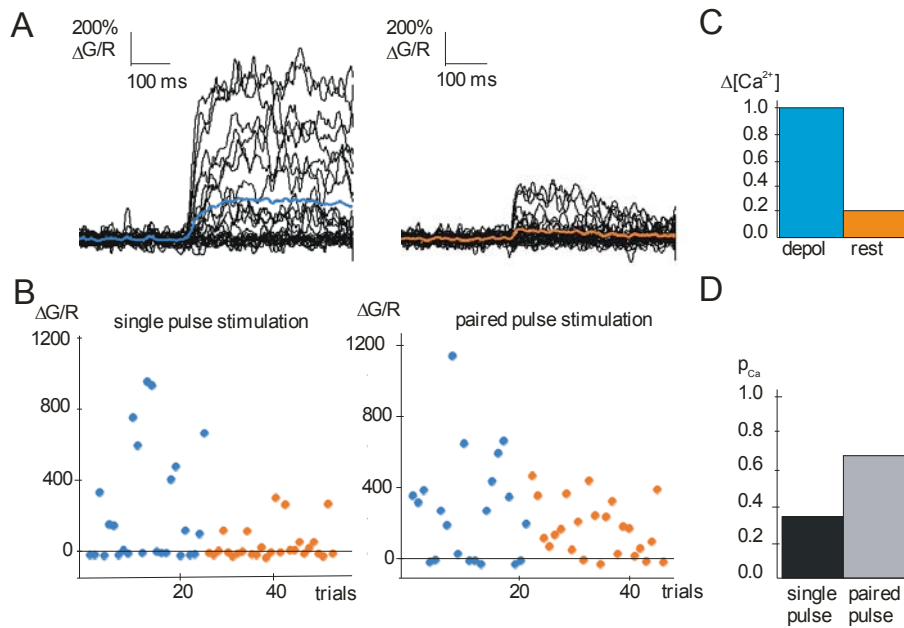 A
200%
ΔG/R
100 ms
200%
ΔG/R
100 ms
C
Δ[Ca²⁺]
1.0
0.8
0.6
0.4
0.2
0.0
depol
rest
B
ΔG/R
single pulse stimulation
1200
800
400
0
20
trials
paired pulse stimulation
ΔG/R
1200
800
400
0
20
40
trials
D
pCa
1.0
0.8
0.6
0.4
0.2
0.0
single
pulse
paired
pulse